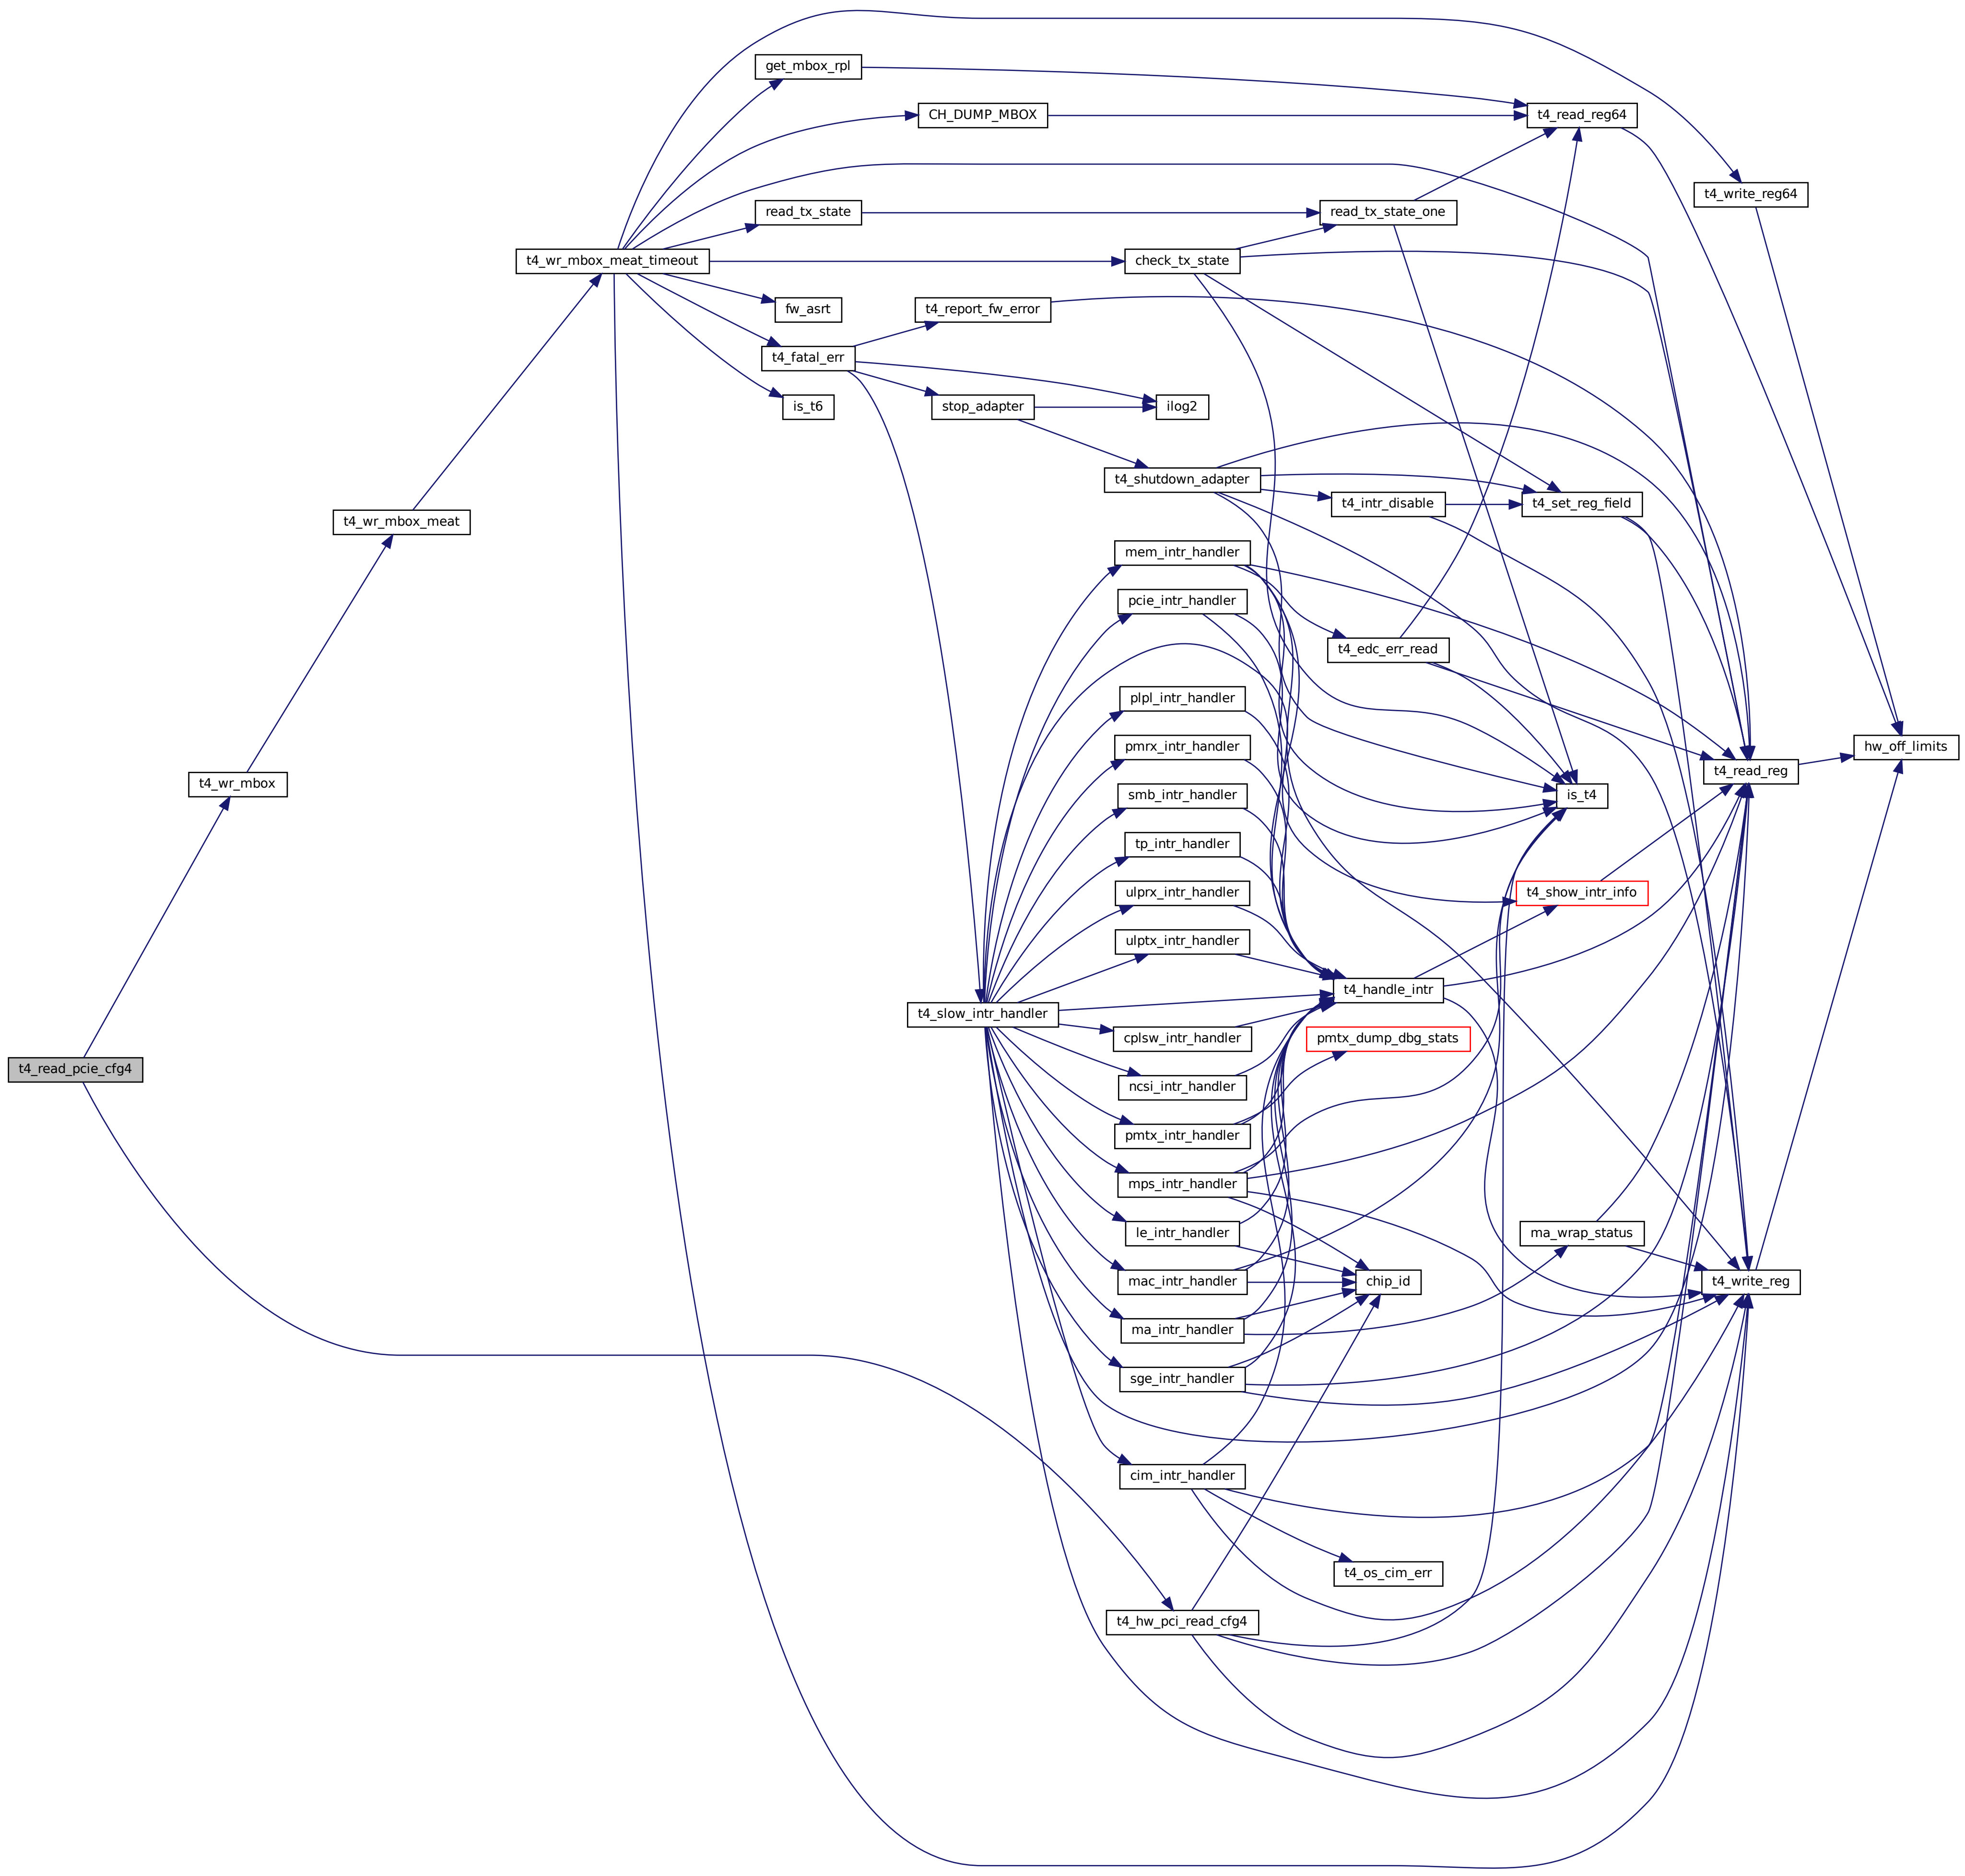 get_mbox_rpl
CH_DUMP_MBOX
t4_read_reg64
t4_write_reg64
read_tx_state
read_tx_state_one
t4_wr_mbox_meat_timeout
check_tx_state
fw_asrt
t4_report_fw_error
t4_fatal_err
is_t6
stop_adapter
ilog2
t4_shutdown_adapter
t4_intr_disable
t4_set_reg_field
t4_wr_mbox_meat
mem_intr_handler
pcie_intr_handler
t4_edc_err_read
plpl_intr_handler
pmrx_intr_handler
hw_off_limits
t4_read_reg
t4_wr_mbox
smb_intr_handler
is_t4
tp_intr_handler
ulprx_intr_handler
t4_show_intr_info
ulptx_intr_handler
t4_handle_intr
t4_slow_intr_handler
cplsw_intr_handler
pmtx_dump_dbg_stats
t4_read_pcie_cfg4
ncsi_intr_handler
pmtx_intr_handler
mps_intr_handler
le_intr_handler
ma_wrap_status
mac_intr_handler
chip_id
t4_write_reg
ma_intr_handler
sge_intr_handler
cim_intr_handler
t4_os_cim_err
t4_hw_pci_read_cfg4